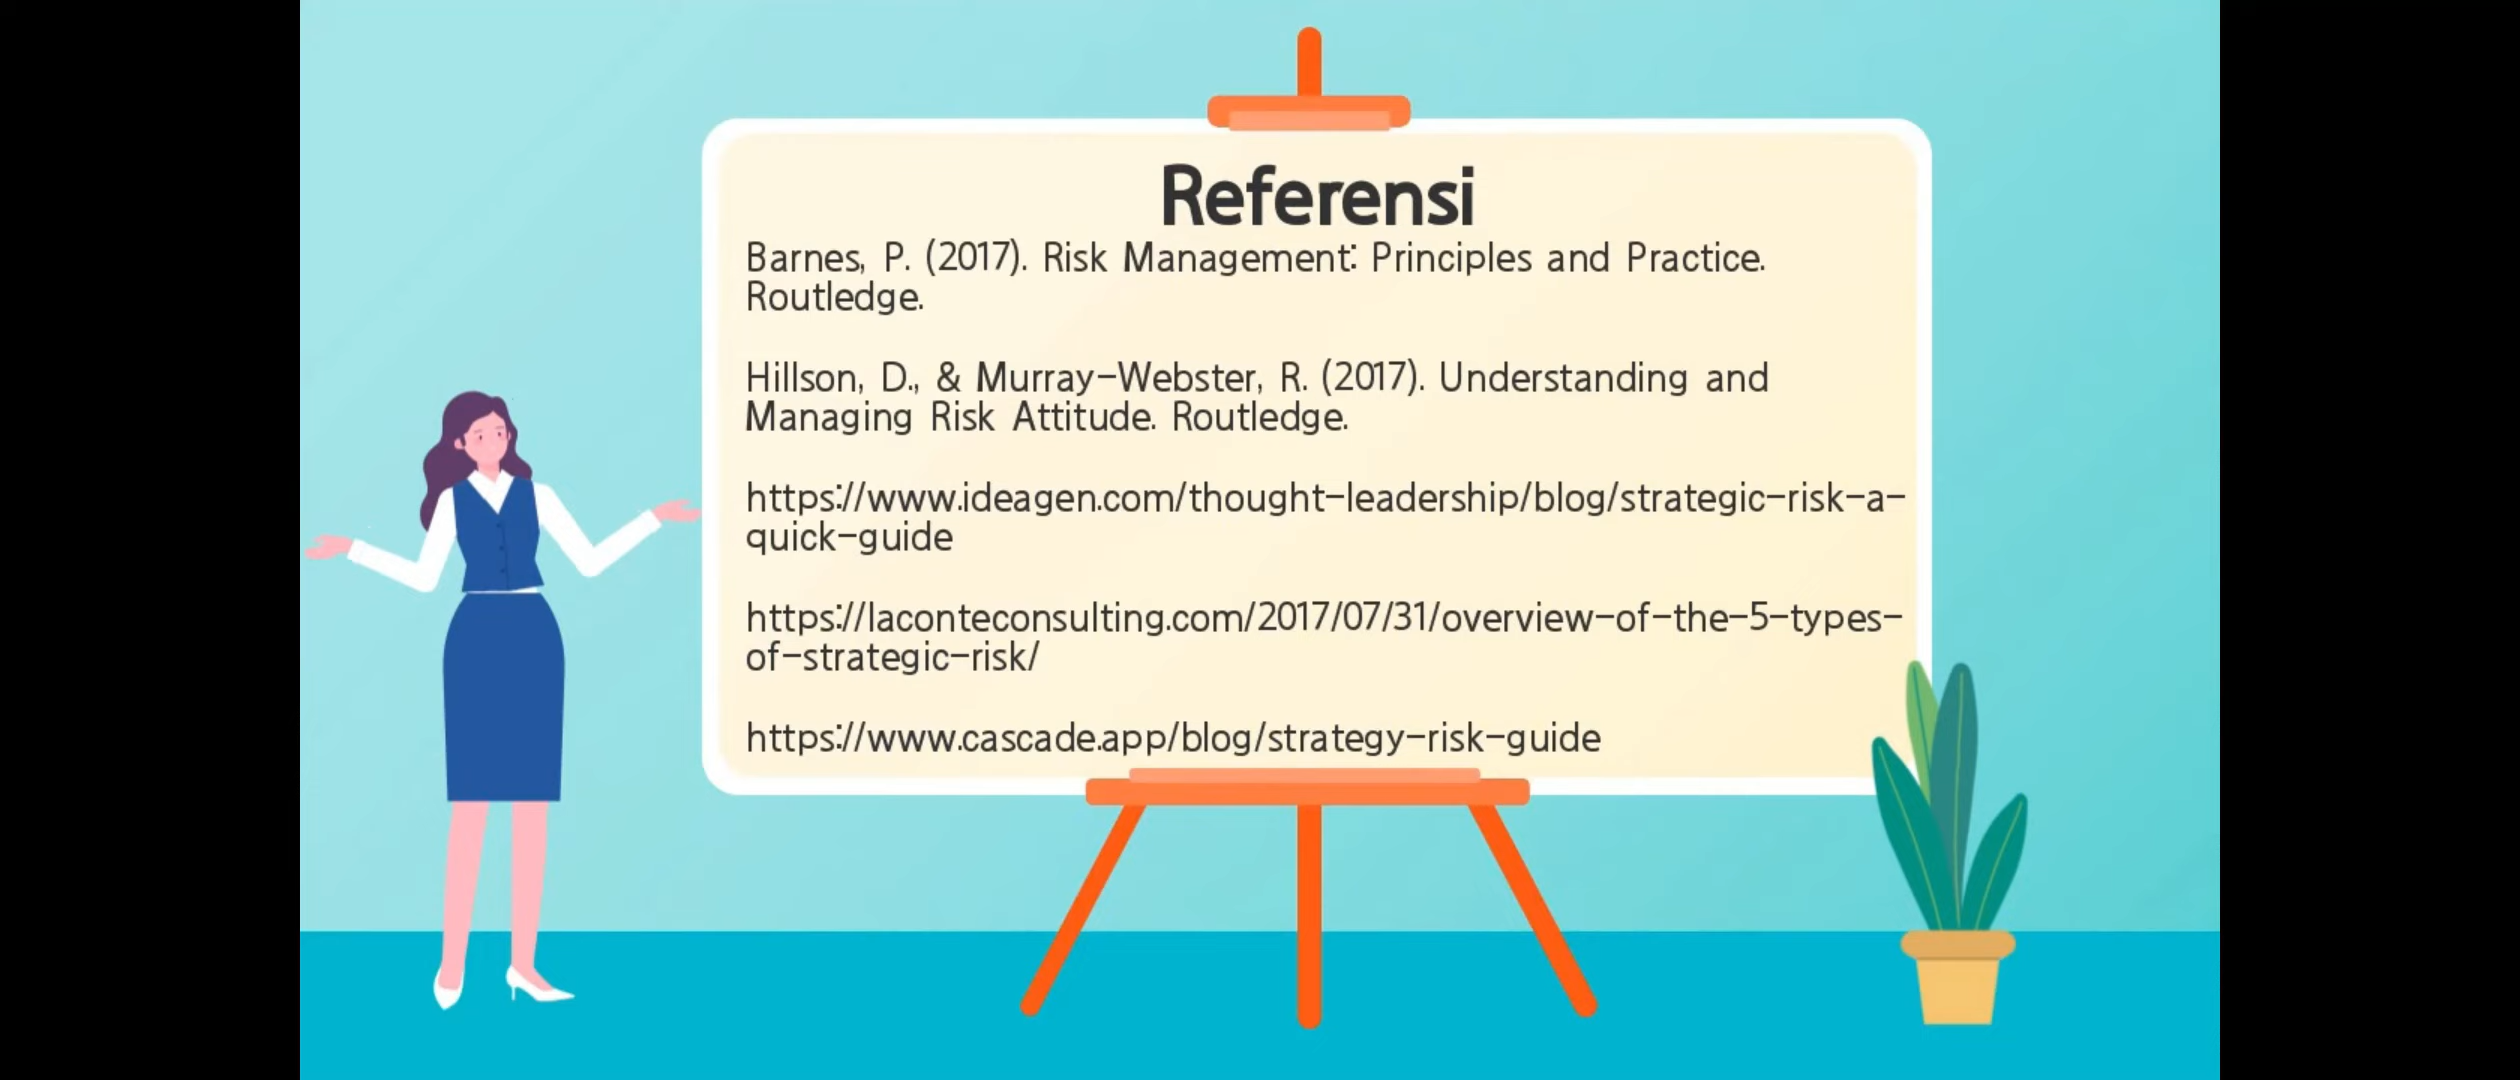 Referensi
Barnes, P. (2017). Risk Management: Principles and Practice.
Routledge.
Hillson, D., & Murray-Webster, R. (2017). Understanding and
Managing Risk Attitude. Routledge.
https://www.ideagen.com/thought-leadership/blog/strategic-risk-a-
quick-guide
https://laconteconsulting.com/2017/07/31/overview-of-the-5-types-
of-strategic-risk/
https://www.cascade.app/blog/strategy-risk-guide